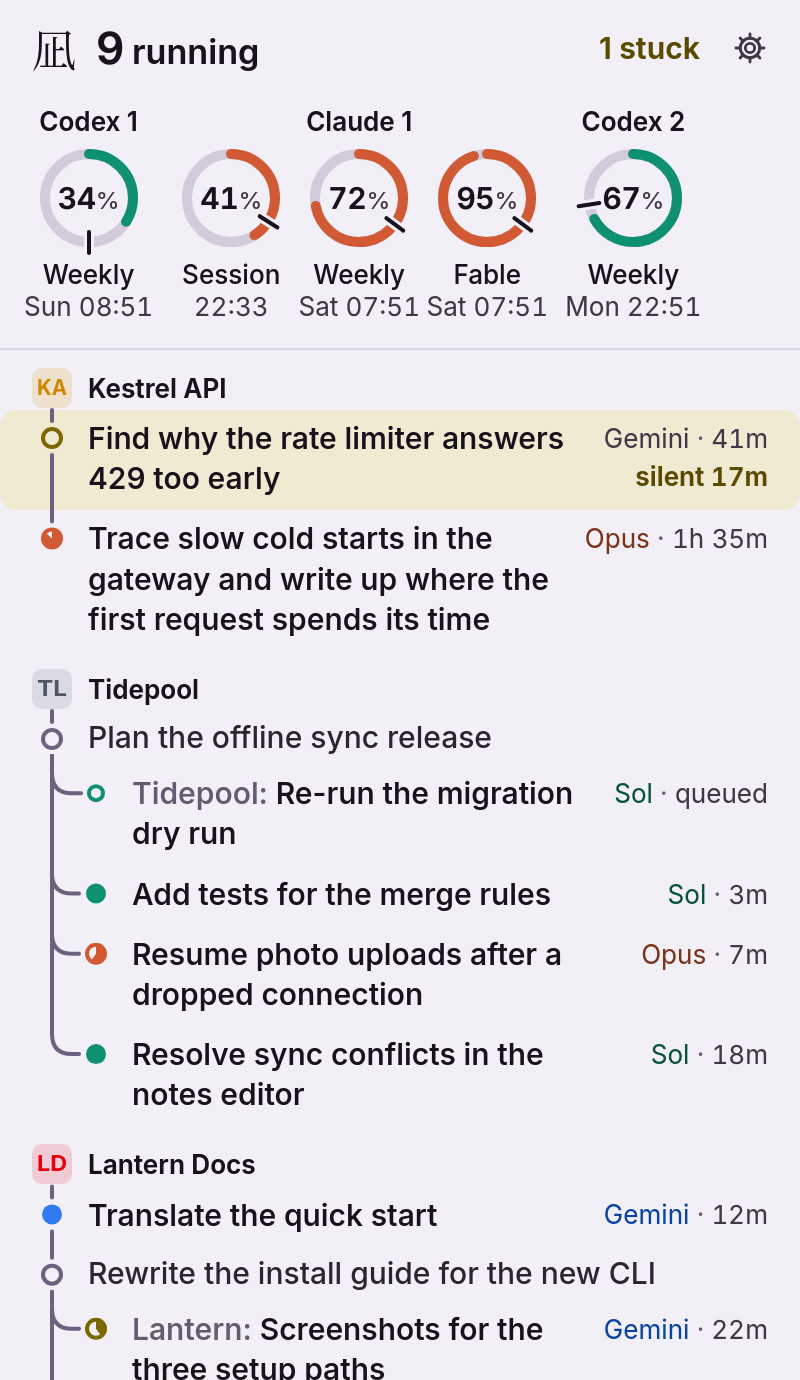 凪 9 running 1 stuck
Codex 1 Claude 1 Codex 2
34% 41% 72% 95% 67%
Weekly Session Weekly Fable Weekly
Sun 08:51 22:33 Sat 07:51 Sat 07:51 Mon 22:51
KA Kestrel API
Find why the rate limiter answers Gemini · 41m
429 too early silent 17m
Trace slow cold starts in the Opus · 1h 35m
gateway and write up where the
first request spends its time
TL Tidepool
Plan the offline sync release
Tidepool: Re-run the migration Sol · queued
dry run
Add tests for the merge rules Sol · 3m
Resume photo uploads after a Opus · 7m
dropped connection
Resolve sync conflicts in the Sol · 18m
notes editor
LD Lantern Docs
Translate the quick start Gemini · 12m
Rewrite the install guide for the new CLI
Lantern: Screenshots for the Gemini · 22m
three setup paths